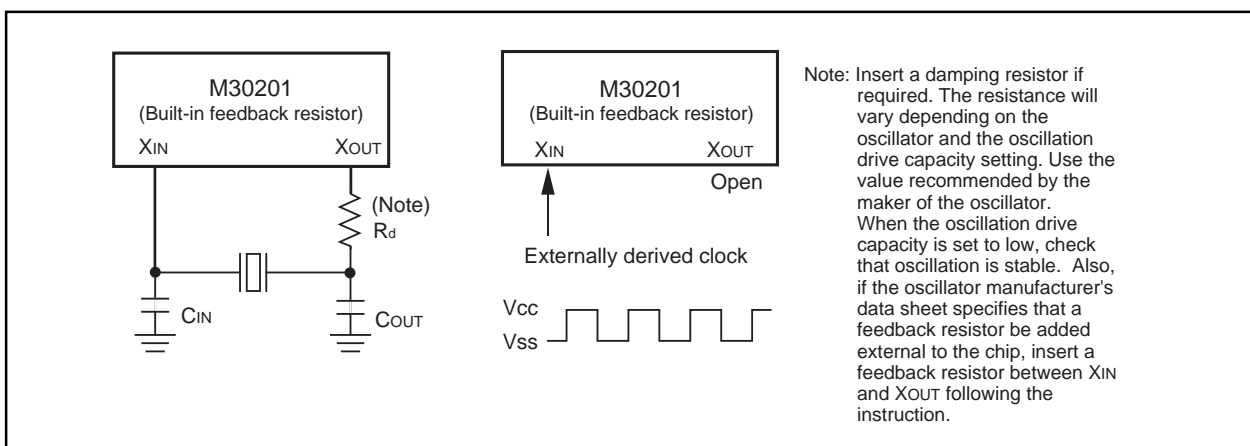 M30201
(Built-in feedback resistor)
XIN
XOUT
(Note)
Rd
CIN
COUT
M30201
(Built-in feedback resistor)
XIN
XOUT
Open
Externally derived clock
Vcc
Vss
Note: Insert a damping resistor if
required. The resistance will
vary depending on the
oscillator and the oscillation
drive capacity setting. Use the
value recommended by the
maker of the oscillator.
When the oscillation drive
capacity is set to low, check
that oscillation is stable. Also,
if the oscillator manufacturer's
data sheet specifies that a
feedback resistor be added
external to the chip, insert a
feedback resistor between XIN
and XOUT following the
instruction.